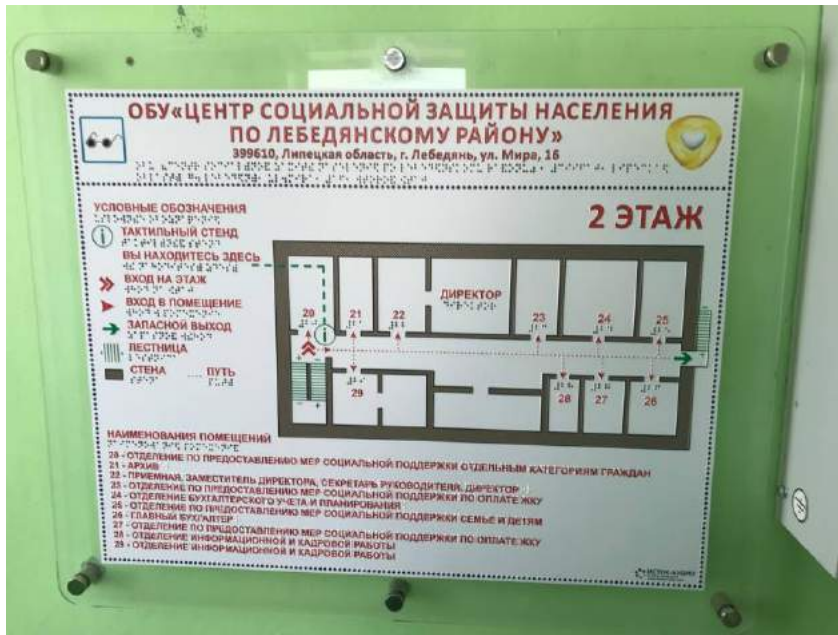 ОБУ«ЦЕНТР СОЦИАЛЬНОЙ ЗАЩИТЫ НАСЕЛЕНИЯ
ПО ЛЕБЕДЯНСКОМУ РАЙОНУ»
399610, Липецкая область, г. Лебедянь, ул. Мира, 16
УСЛОВНЫЕ ОБОЗНАЧЕНИЯ
ТАКТИЛЬНЫЙ СТЕНД
ВЫ НАХОДИТЕСЬ ЗДЕСЬ
ВХОД НА ЭТАЖ
ВХОД В ПОМЕЩЕНИЕ
ЗАПАСНОЙ ВЫХОД
ЛЕСТНИЦА
СТЕНА ПУТЬ
2 ЭТАЖ
ДИРЕКТОР
20 21 22 23 24 25
29 28 27 26
НАИМЕНОВАНИЯ ПОМЕЩЕНИЙ
20 - ОТДЕЛЕНИЕ ПО ПРЕДОСТАВЛЕНИЮ МЕР СОЦИАЛЬНОЙ ПОДДЕРЖКИ ОТДЕЛЬНЫМ КАТЕГОРИЯМ ГРАЖДАН
21 - АРХИВ
22 - ПРИЕМНАЯ, ЗАМЕСТИТЕЛЬ ДИРЕКТОРА, СЕКРЕТАРЬ РУКОВОДИТЕЛЯ, ДИРЕКТОР
23 - ОТДЕЛЕНИЕ ПО ПРЕДОСТАВЛЕНИЮ МЕР СОЦИАЛЬНОЙ ПОДДЕРЖКИ ПО ОПЛАТЕ ЖКУ
24 - ОТДЕЛЕНИЕ БУХГАЛТЕРСКОГО УЧЕТА И ПЛАНИРОВАНИЯ
25 - ОТДЕЛЕНИЕ ПО ПРЕДОСТАВЛЕНИЮ МЕР СОЦИАЛЬНОЙ ПОДДЕРЖКИ СЕМЬЕ И ДЕТЯМ
26 - ГЛАВНЫЙ БУХГАЛТЕР
27 - ОТДЕЛЕНИЕ ПО ПРЕДОСТАВЛЕНИЮ МЕР СОЦИАЛЬНОЙ ПОДДЕРЖКИ ПО ОПЛАТЕ ЖКУ
28 - ОТДЕЛЕНИЕ ИНФОРМАЦИОННОЙ И КАДРОВОЙ РАБОТЫ
29 - ОТДЕЛЕНИЕ ИНФОРМАЦИОННОЙ И КАДРОВОЙ РАБОТЫ